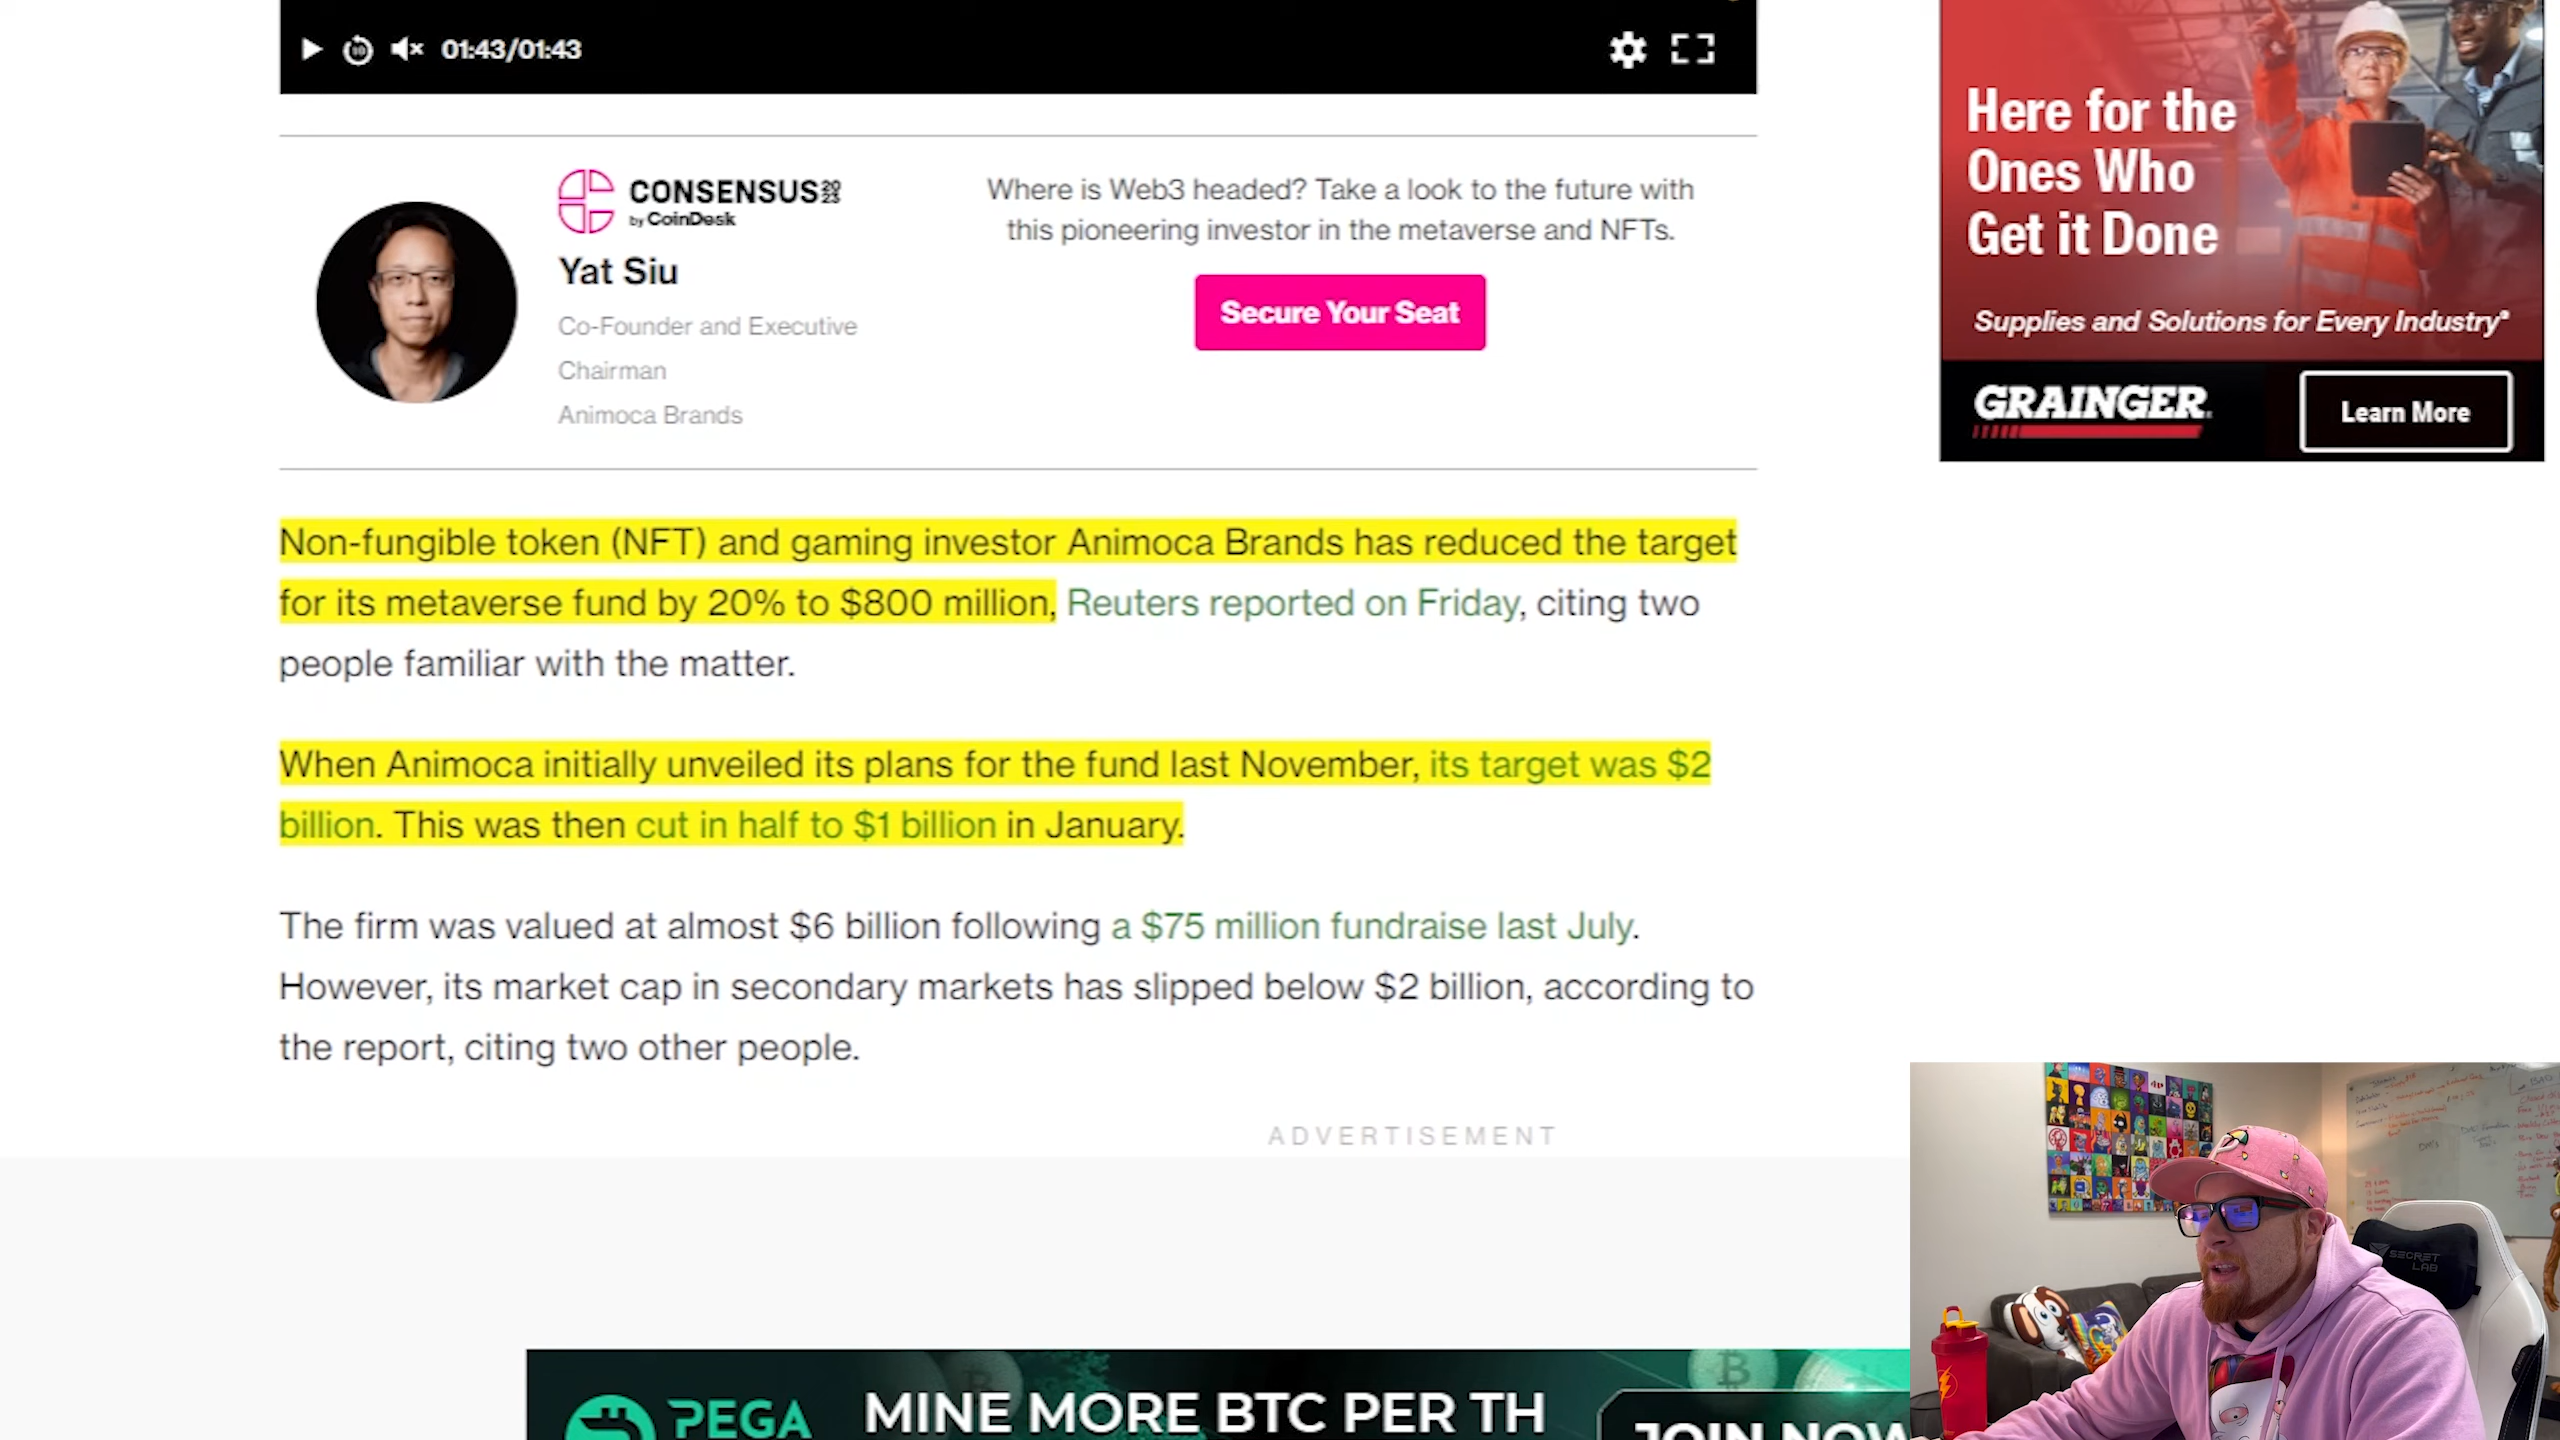 01:43/01:43
CONSENSUS 2023
by CoinDesk
Yat Siu
Co-Founder and Executive
Chairman
Animoca Brands
Where is Web3 headed? Take a look to the future with
this pioneering investor in the metaverse and NFTs.
Secure Your Seat
Here for the
Ones Who
Get it Done
Supplies and Solutions for Every Industry®
GRAINGER
Learn More
Non-fungible token (NFT) and gaming investor Animoca Brands has reduced the target
for its metaverse fund by 20% to $800 million, Reuters reported on Friday, citing two
people familiar with the matter.
When Animoca initially unveiled its plans for the fund last November, its target was $2
billion. This was then cut in half to $1 billion in January.
The firm was valued at almost $6 billion following a $75 million fundraise last July.
However, its market cap in secondary markets has slipped below $2 billion, according to
the report, citing two other people.
ADVERTISEMENT
PEGA
MINE MORE BTC PER TH
JOIN NOW
SECRET
LAB